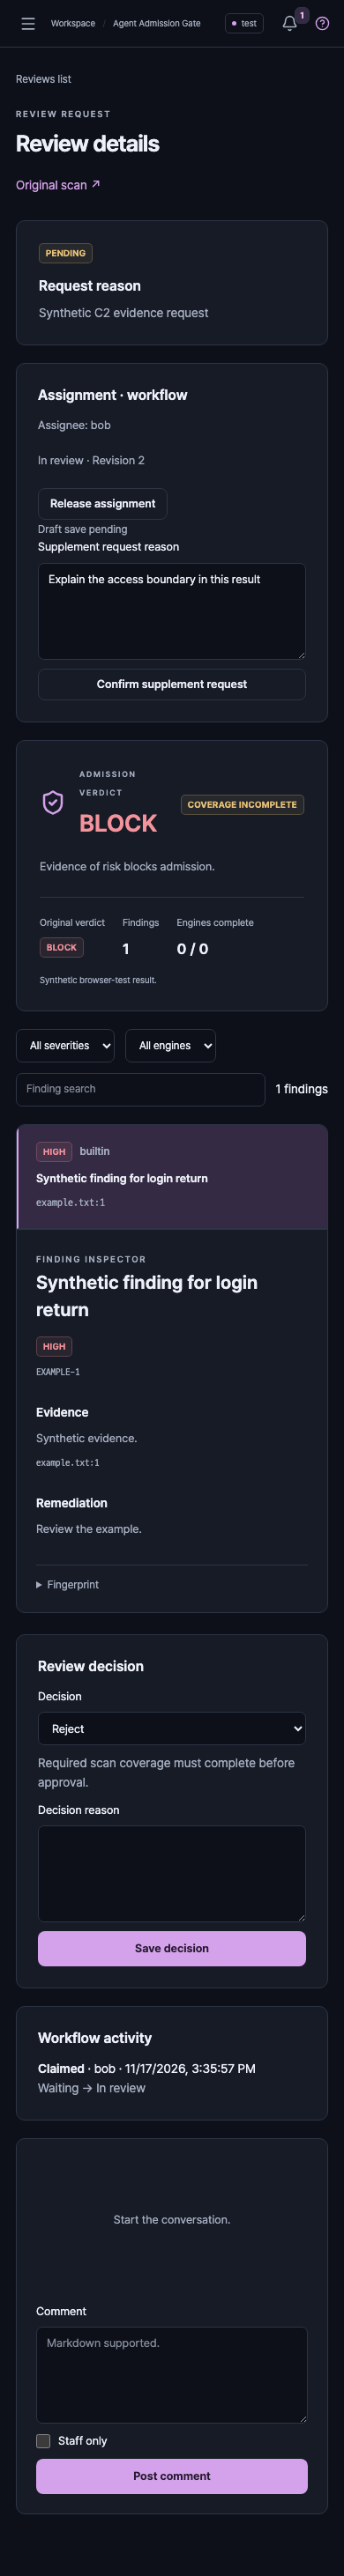 Workspace / Agent Admission Gate
test
1
Reviews list
REVIEW REQUEST
Review details
Original scan ↗
PENDING
Request reason
Synthetic C2 evidence request
Assignment · workflow
Assignee: bob
In review · Revision 2
Release assignment
Draft save pending
Supplement request reason
Explain the access boundary in this result
Confirm supplement request
ADMISSION
VERDICT
BLOCK
COVERAGE INCOMPLETE
Evidence of risk blocks admission.
Original verdict Findings Engines complete
BLOCK 1 0 / 0
Synthetic browser-test result.
All severities All engines
Finding search 1 findings
HIGH builtin
Synthetic finding for login return
example.txt:1
FINDING INSPECTOR
Synthetic finding for login
return
HIGH
EXAMPLE-1
Evidence
Synthetic evidence.
example.txt:1
Remediation
Review the example.
Fingerprint
Review decision
Decision
Reject
Required scan coverage must complete before
approval.
Decision reason
Save decision
Workflow activity
Claimed · bob · 11/17/2026, 3:35:57 PM
Waiting → In review
Start the conversation.
Comment
Markdown supported.
Staff only
Post comment